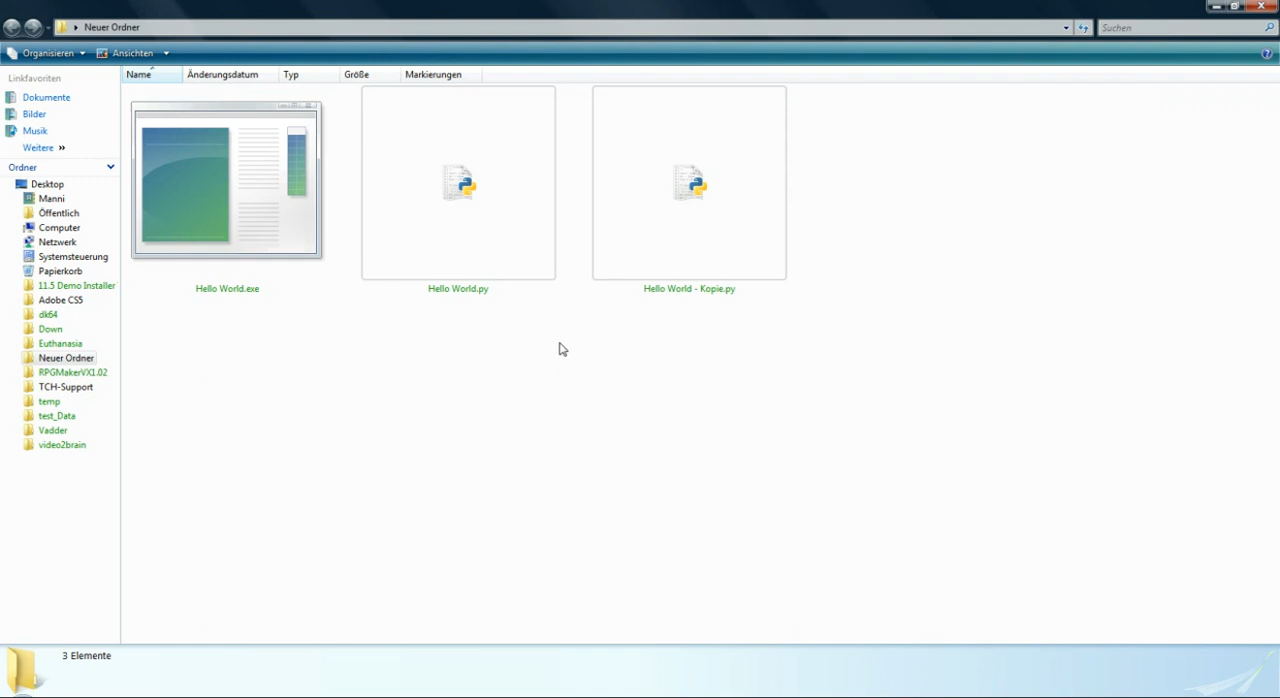 Neuer Ordner
Suchen
Organisieren
Ansichten
Linkfavoriten
Dokumente
Bilder
Musik
Weitere »
Ordner
Desktop
Manni
Öffentlich
Computer
Netzwerk
Systemsteuerung
Papierkorb
11.5 Demo Installer
Adobe CS5
dk64
Down
Euthanasia
Neuer Ordner
RPGMakerVX1.02
TCH-Support
temp
test_Data
Vadder
video2brain
Name Änderungsdatum Typ Größe Markierungen
Hello World.exe
Hello World.py
Hello World - Kopie.py
3 Elemente